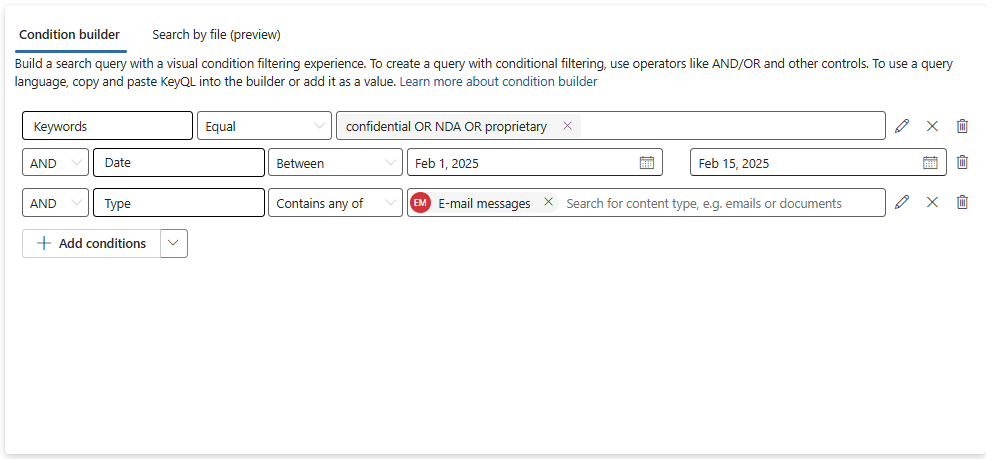 Condition builder Search by file (preview)
Build a search query with a visual condition filtering experience. To create a query with conditional filtering, use operators like AND/OR and other controls. To use a query
language, copy and paste KeyQL into the builder or add it as a value. Learn more about condition builder
Keywords Equal confidential OR NDA OR proprietary
AND Date Between Feb 1, 2025 Feb 15, 2025
AND Type Contains any of EM E-mail messages Search for content type, e.g. emails or documents
Add conditions